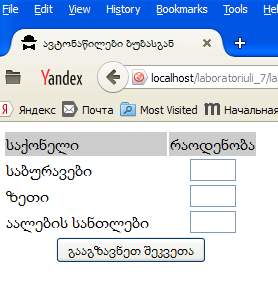 File Edit View History Bookmarks Tools He
ავტონაწილები ზუბასგან
Yandex localhost/laboratoriuli_7/la
Яндекс Почта Most Visited Начальная
საქონელი რაოდენობა
საბურავები
ზეთი
აალების სანთლები
გააგზავნეთ შეკვეთა